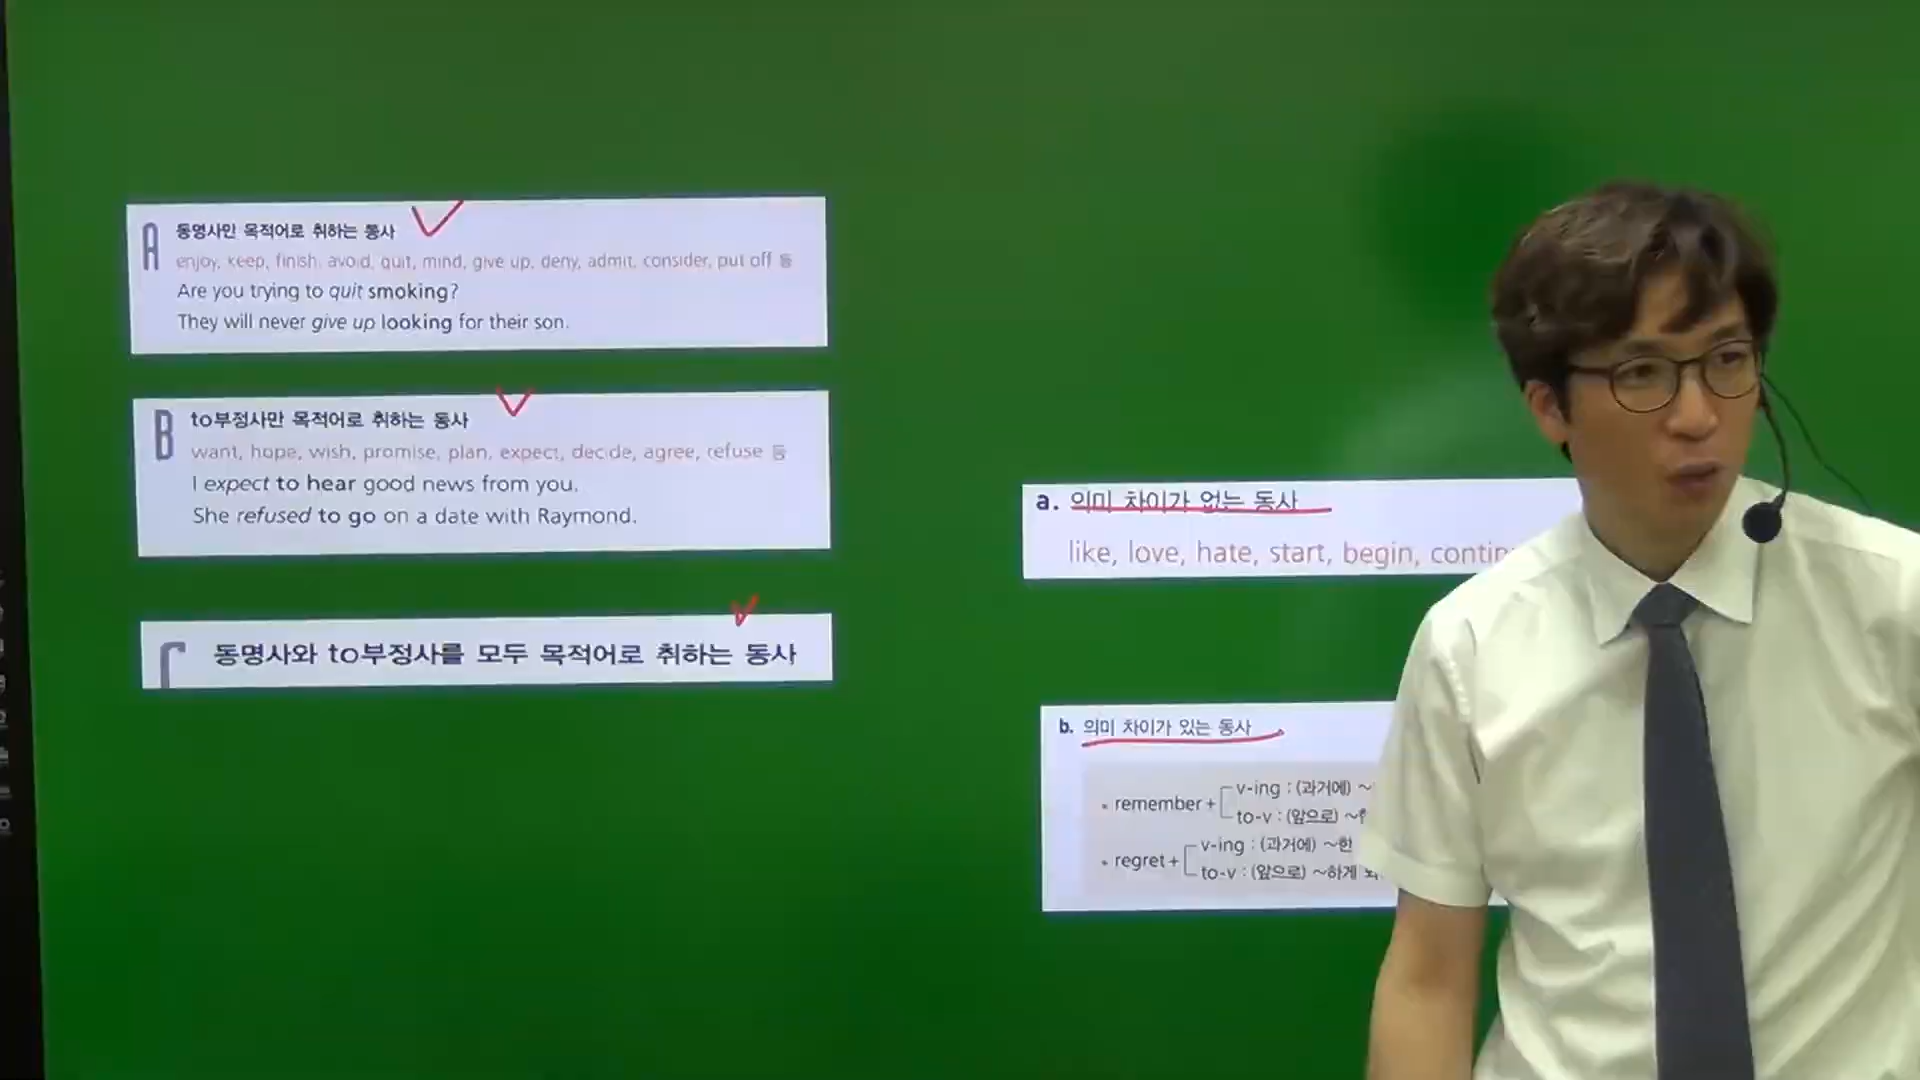 A 동명사만 목적어로 취하는 동사
enjoy, keep, finish, avoid, quit, mind, give up, deny, admit, consider, put off 등
Are you trying to quit smoking?
They will never give up looking for their son.
B to부정사만 목적어로 취하는 동사
want, hope, wish, promise, plan, expect, decide, agree, refuse 등
I expect to hear good news from you.
She refused to go on a date with Raymond.
동명사와 to부정사를 모두 목적어로 취하는 동사
a. 의미 차이가 없는 동사
like, love, hate, start, begin,
b. 의미 차이가 있는 동사
• remember + v-ing : (과거에) ~
to-v : (앞으로) ~
• regret + v-ing : (과거에) ~한
to-v : (앞으로) ~하게